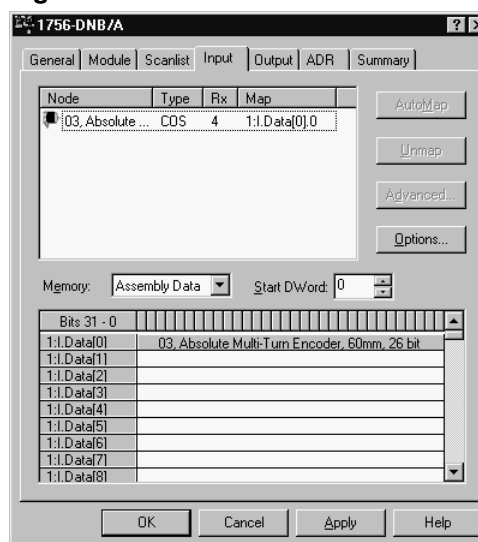 1756-DNB/A
General Module Scanlist Input Output ADR Summary
Node Type Rx Map
03, Absolute ... COS 4 1:I.Data[0].0
AutoMap
Unmap
Advanced...
Options...
Memory: Assembly Data Start DWord: 0
Bits 31 - 0
1:I.Data[0] 03, Absolute Multi-Turn Encoder, 60mm, 26 bit
1:I.Data[1]
1:I.Data[2]
1:I.Data[3]
1:I.Data[4]
1:I.Data[5]
1:I.Data[6]
1:I.Data[7]
1:I.Data[8]
OK Cancel Apply Help